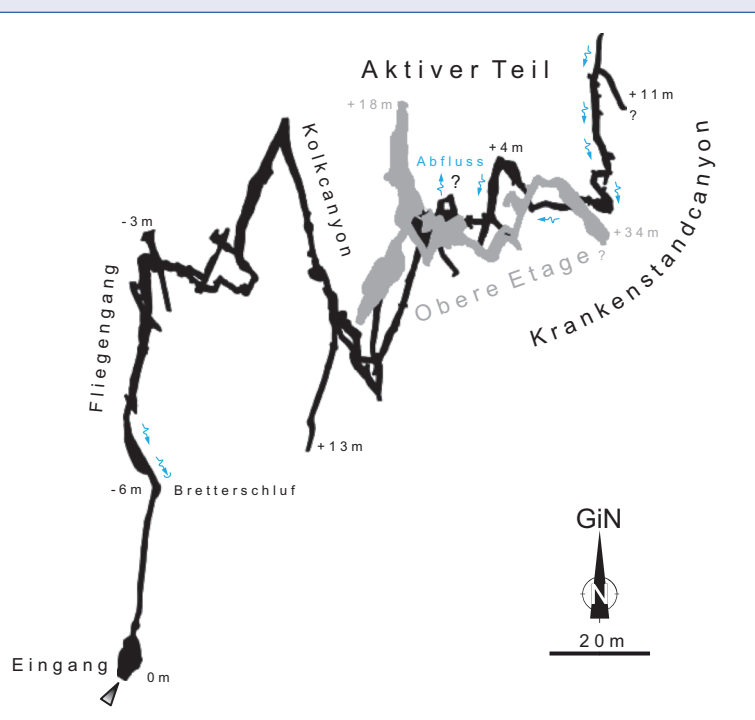 Aktiver Teil
+18m
+11m
?
Kolkcanyon
+4m
Abfluss
?
-3m
+34m
?
Obere Etage
Krankenstandcanyon
Fliegengang
+13m
-6m
Bretterschluf
GiN
N
20m
Eingang
0m